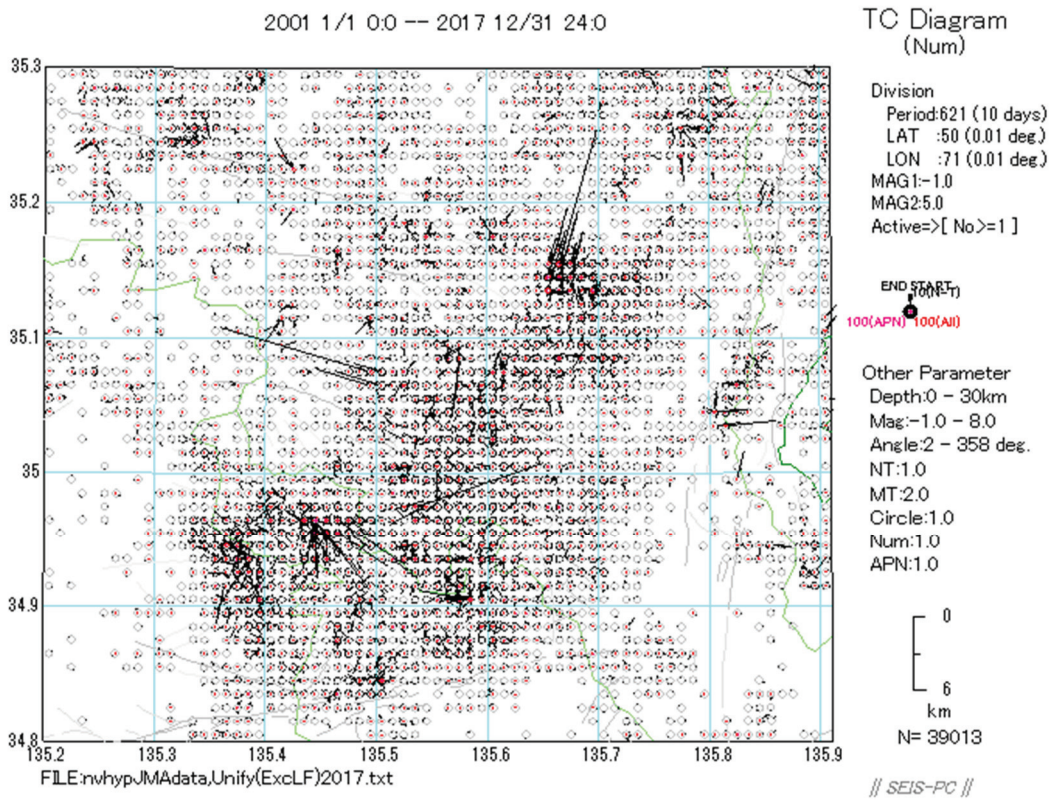 2001 1/1 0:0 -- 2017 12/31 24:0
TC Diagram
(Num)
35.3
35.2
35.1
35
34.9
34.8
135.2 135.3 135.4 135.5 135.6 135.7 135.8 135.9
FILE:nvhypJMAdata,Unify(ExcLF)2017.txt
Division
Period:621 (10 days)
LAT :50 (0.01 deg.)
LON :71 (0.01 deg.)
MAG1:-1.0
MAG2:5.0
Active=>[ No>=1 ]
END START
10(N-T)
100(APN) 100(All)
Other Parameter
Depth:0 - 30km
Mag:-1.0 - 8.0
Angle:2 - 358 deg.
NT:1.0
MT:2.0
Circle:1.0
Num:1.0
APN:1.0
0
6
km
N= 39013
// SEIS-PC //